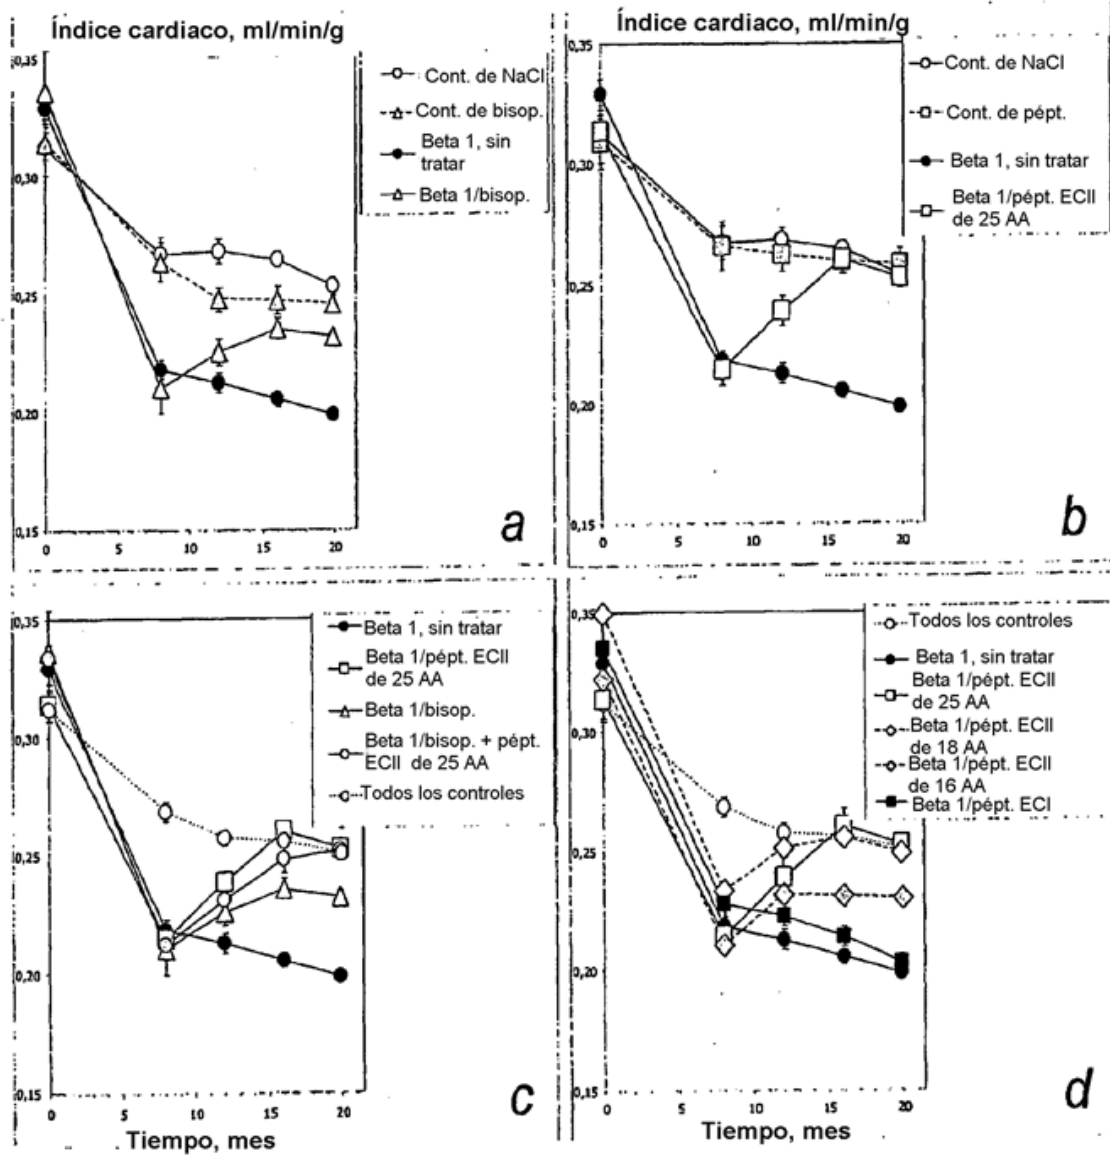 Índice cardiaco, ml/min/g
0,35
0,30
0,25
0,20
0,15
0
5
10
15
20
Cont. de NaCl
Cont. de bisop.
Beta 1, sin
tratar
Beta 1/bisop.
a
Índice cardiaco, ml/min/g
0,35
0,30
0,25
0,20
0,15
0
5
10
15
20
Cont. de NaCl
Cont. de pépt.
Beta 1, sin tratar
Beta 1/pépt. ECII
de 25 AA
b
0,35
0,30
0,25
0,20
0,15
0
5
10
15
20
Tiempo, mes
Beta 1, sin tratar
Beta 1/pépt. ECII
de 25 AA
Beta 1/bisop.
Beta 1/bisop. + pépt.
ECII de 25 AA
Todos los controles
c
0,35
0,30
0,25
0,20
0,15
0
5
10
15
20
Tiempo, mes
Todos los controles
Beta 1, sin tratar
Beta 1/pépt. ECII
de 25 AA
Beta 1/pépt. ECII
de 18 AA
Beta 1/pépt. ECII
de 16 AA
Beta 1/pépt. ECI
d